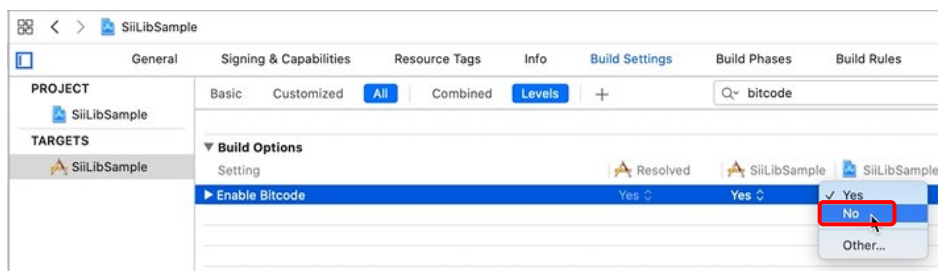 SiiLibSample
General Signing & Capabilities Resource Tags Info Build Settings Build Phases Build Rules
PROJECT
SiiLibSample
TARGETS
SiiLibSample
Basic Customized All Combined Levels + bitcode
Build Options
Setting Resolved SiiLibSample SiiLibSample
Enable Bitcode Yes Yes Yes
No
Other...